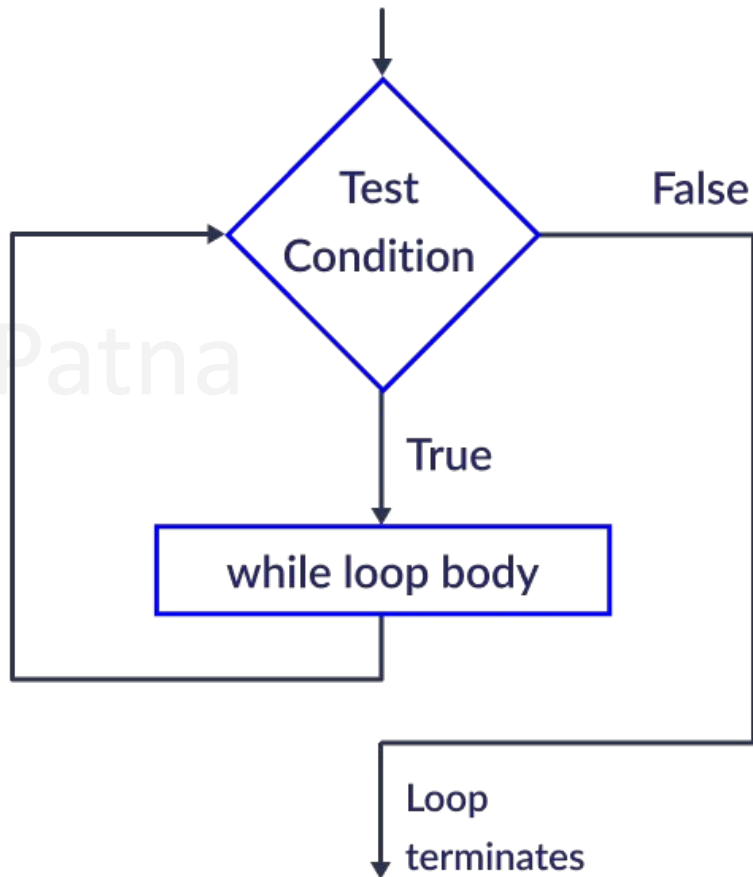 Test
Condition
False
Patna
True
while loop body
Loop
terminates